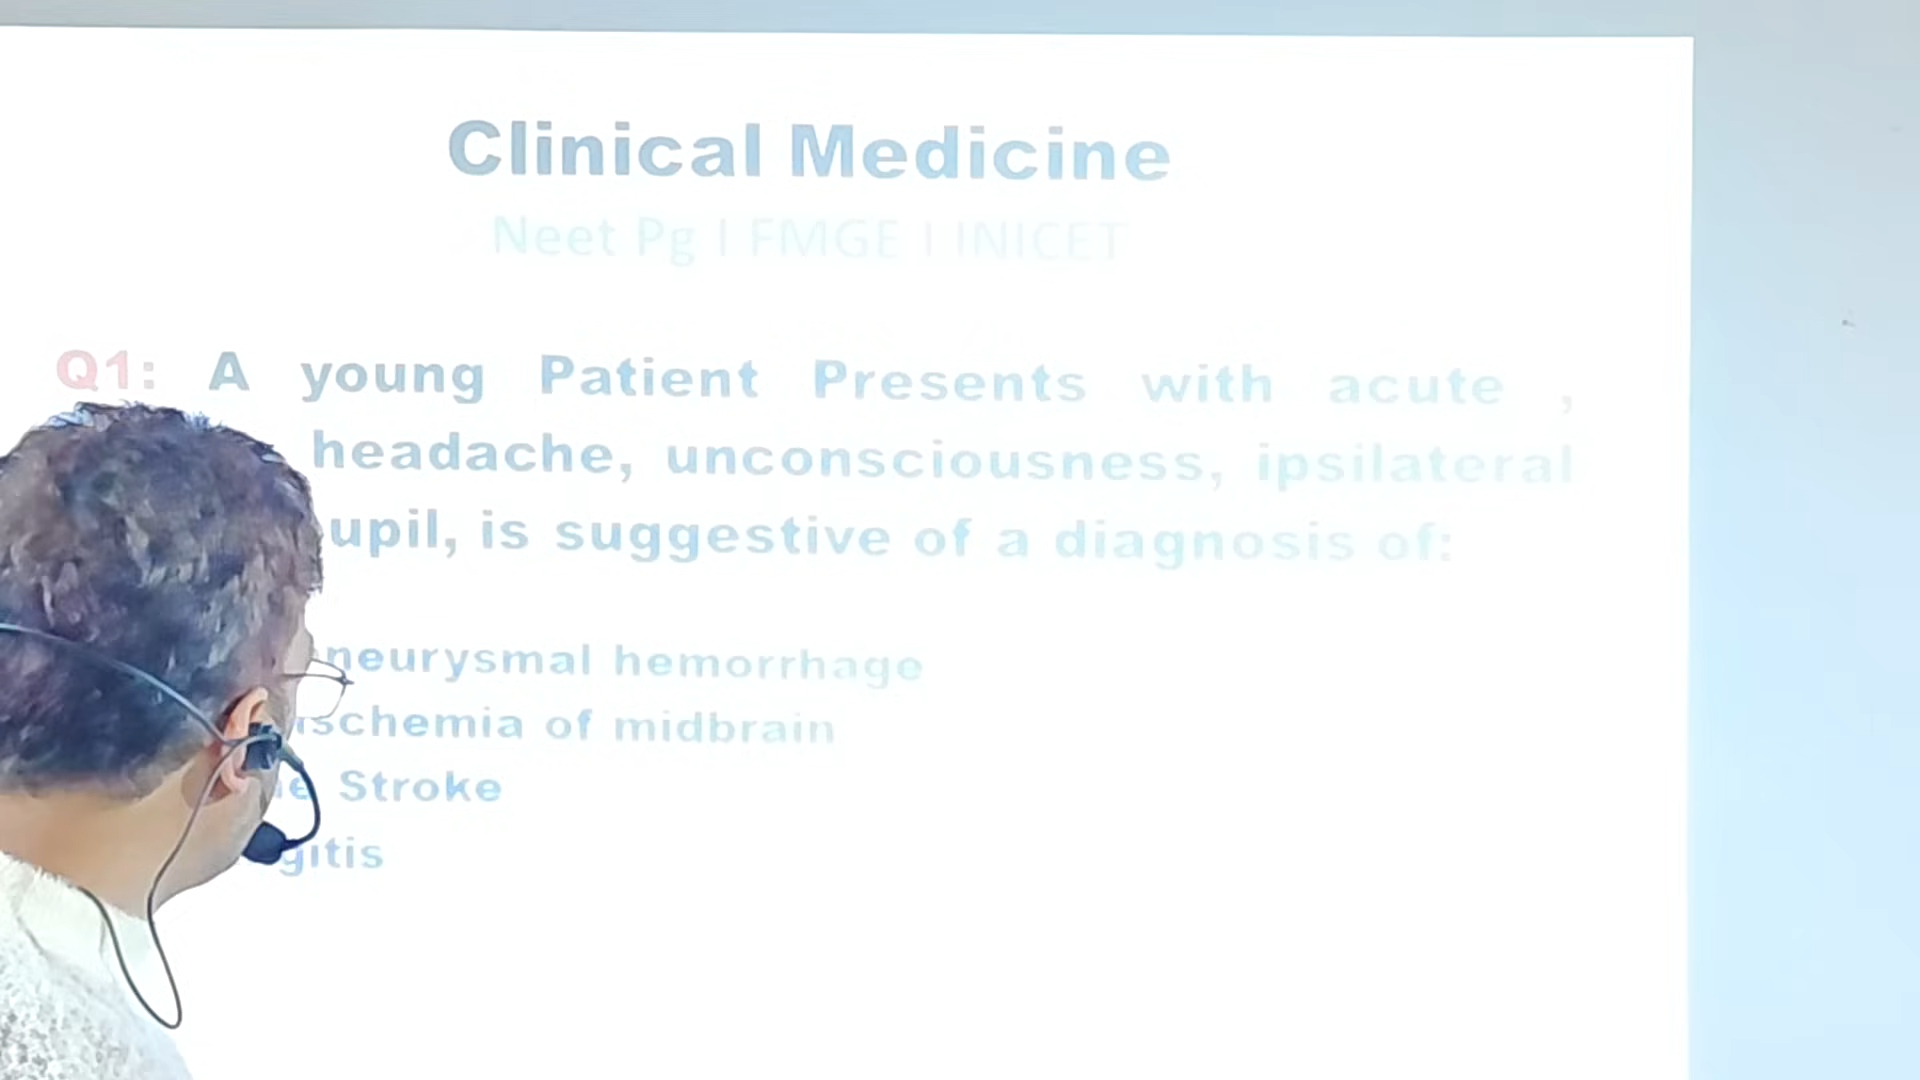 Clinical Medicine
Neet Pg I FMGE I INICET
Q1: A young Patient Presents with acute ,
headache, unconsciousness, ipsilateral
upil, is suggestive of a diagnosis of:
neurysmal hemorrhage
schemia of midbrain
e Stroke
gitis